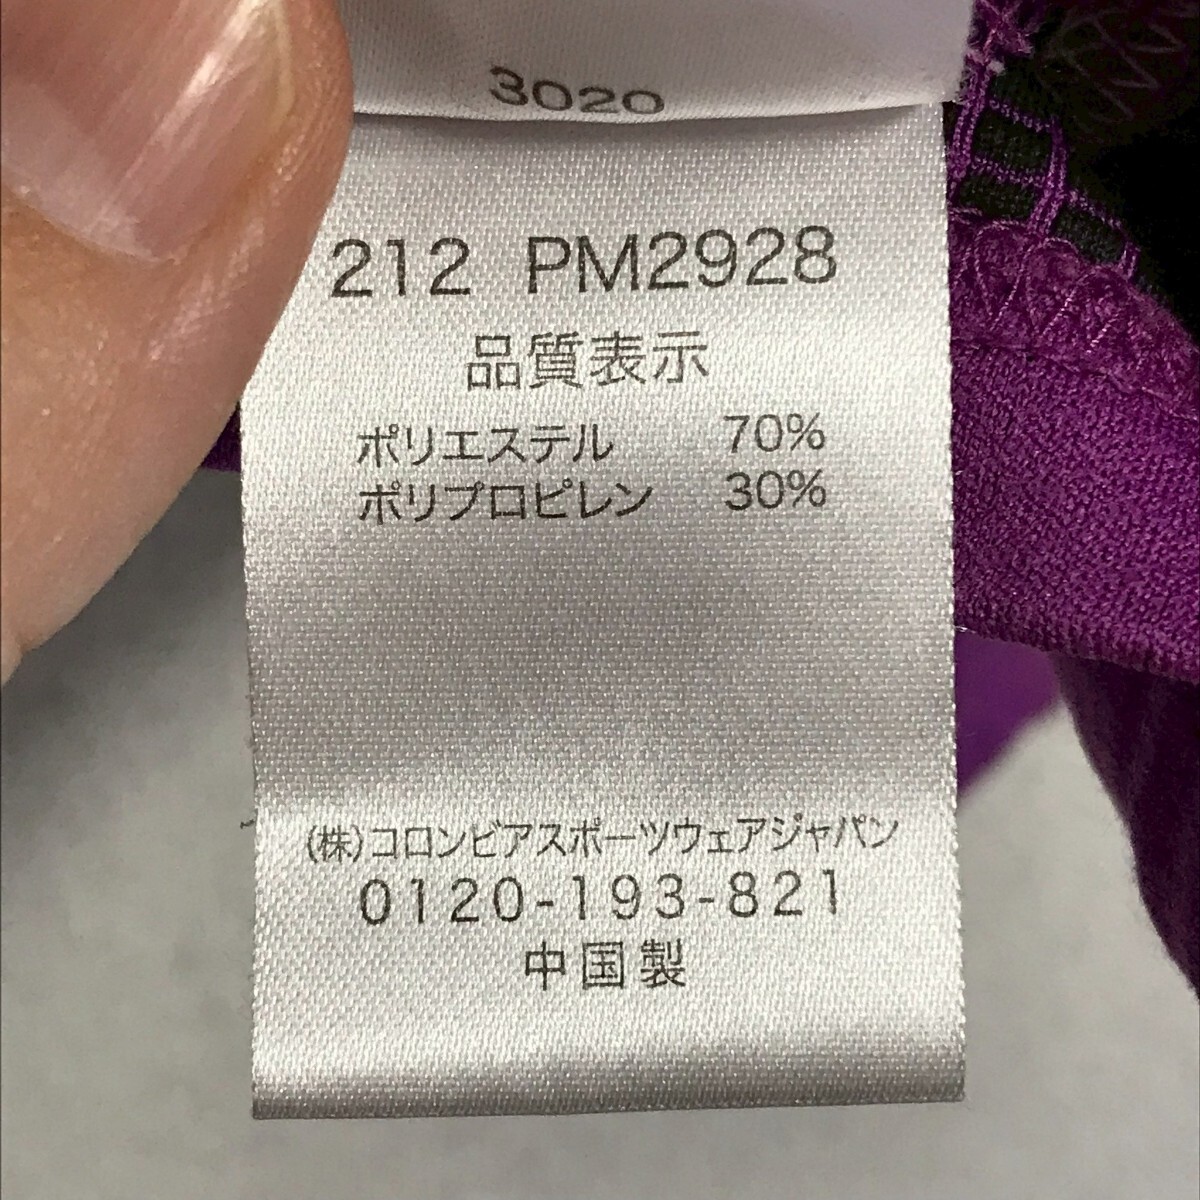 3020
212 PM2928
品質表示
ポリエステル 70%
ポリプロピレン 30%
(株)コロンビアスポーツウェアジャパン
0120-193-821
中国製